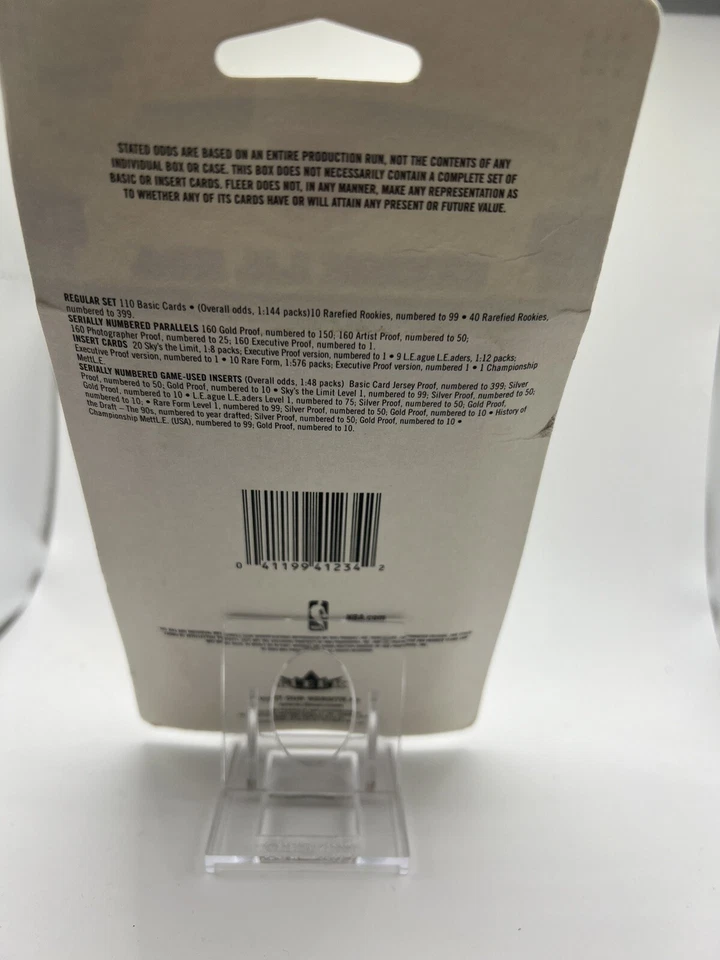 STATED ODDS ARE BASED ON AN ENTIRE PRODUCTION RUN, NOT THE CONTENTS OF ANY
INDIVIDUAL BOX OR CASE. THIS BOX DOES NOT NECESSARILY CONTAIN A COMPLETE SET OF
BASIC OR INSERT CARDS. FLEER DOES NOT, IN ANY MANNER, MAKE ANY REPRESENTATION AS
TO WHETHER ANY OF ITS CARDS HAVE OR WILL ATTAIN ANY PRESENT OR FUTURE VALUE.
REGULAR SET 110 Basic Cards • (Overall odds, 1:144 packs)10 Rarefied Rookies, numbered to 99 • 40 Rarefied Rookies,
numbered to 399.
SERIALLY NUMBERED PARALLELS 160 Gold Proof, numbered to 150; 160 Artist Proof, numbered to 50;
160 Photographer Proof, numbered to 25; 160 Executive Proof, numbered to 1.
INSERT CARDS 20 Sky's the Limit, 1:8 packs; Executive Proof version, numbered to 1 • 9 L.E.ague L.E.aders, 1:12 packs;
Executive Proof version, numbered to 1 • 10 Rare Form, 1:576 packs; Executive Proof version, numbered 1 • 1 Championship
MettL.E.
SERIALLY NUMBERED GAME-USED INSERTS (Overall odds, 1:48 packs) Basic Card Jersey Proof, numbered to 399; Silver
Proof, numbered to 50; Gold Proof, numbered to 10 • Sky's the Limit Level 1, numbered to 99; Silver Proof, numbered to 50;
Gold Proof, numbered to 10 • L.E.ague L.E.aders Level 1, numbered to 75, Silver Proof, numbered to 50; Gold Proof,
numbered to 10; • Rare Form Level 1, numbered to 99; Silver Proof, numbered to 50; Gold Proof, numbered to 10 • History of
the Draft – The 90s, numbered to year drafted; Silver Proof, numbered to 50; Gold Proof, numbered to 10 •
Championship MettL.E. (USA), numbered to 99; Gold Proof, numbered to 10.
0 41199 41234 2
NBA.com